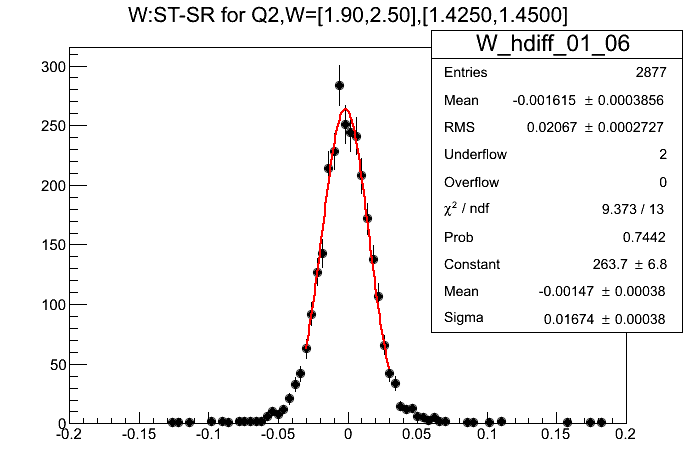 W:ST-SR for Q2,W=[1.90,2.50],[1.4250,1.4500]
W_hdiff_01_06
Entries 2877
Mean -0.001615 ± 0.0003856
RMS 0.02067 ± 0.0002727
Underflow 2
Overflow 0
χ² / ndf 9.373 / 13
Prob 0.7442
Constant 263.7 ± 6.8
Mean -0.00147 ± 0.00038
Sigma 0.01674 ± 0.00038
300
250
200
150
100
50
0
-0.2 -0.15 -0.1 -0.05 0 0.05 0.1 0.15 0.2